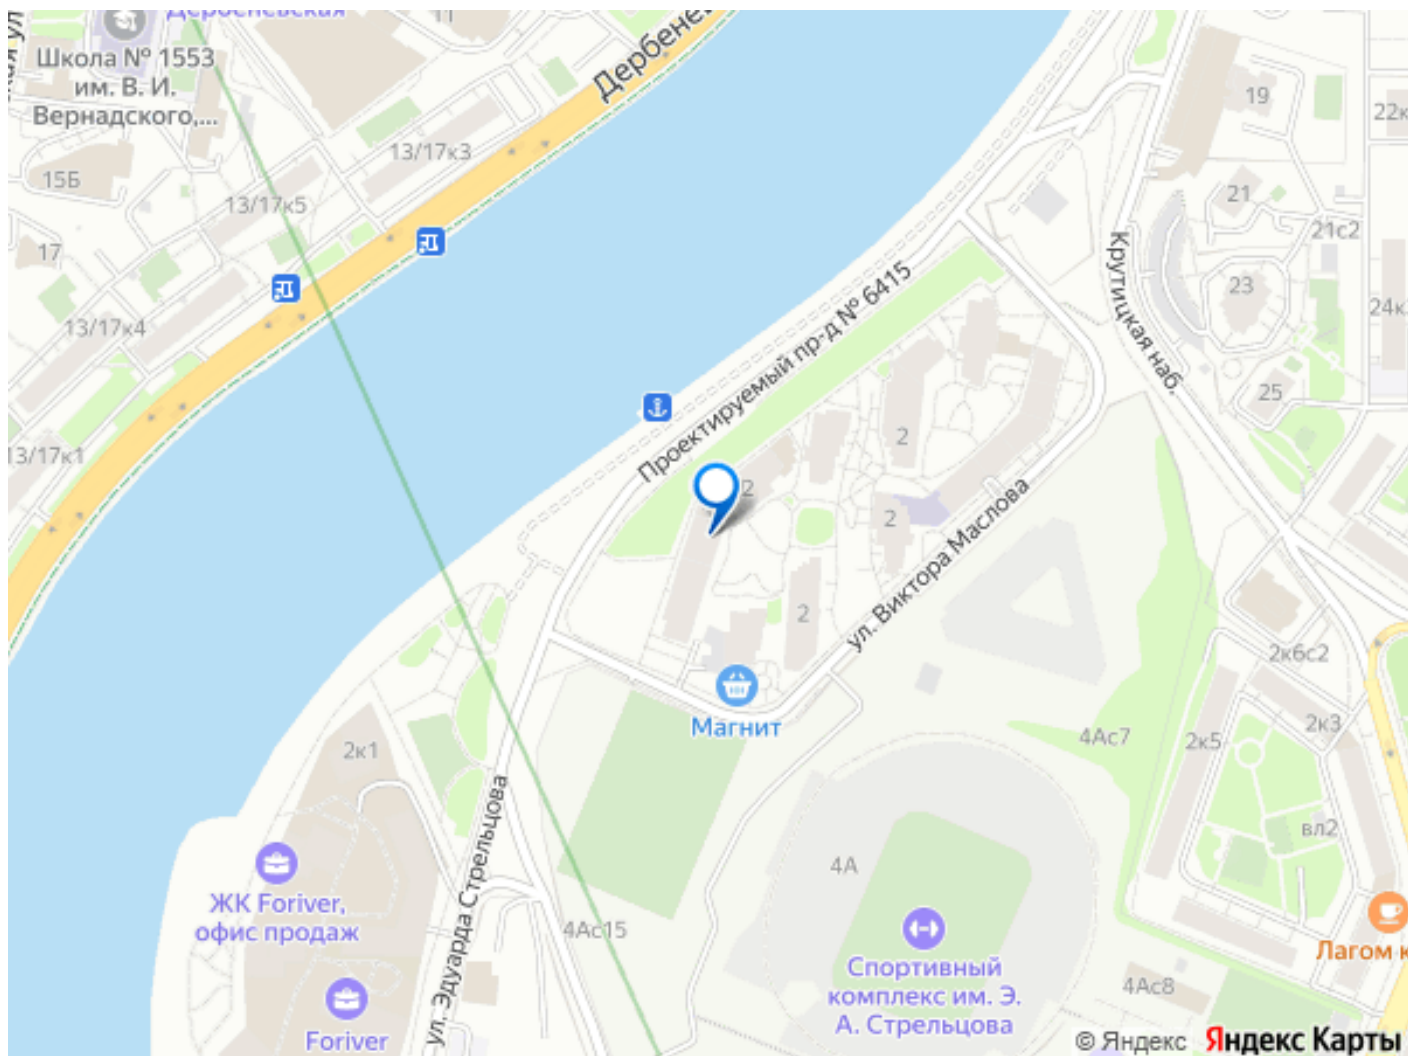 Дербеневская
Школа № 1553
им. В. И.
Вернадского,...
11
15Б
13/17к3
13/17к5
17
13/17к4
13/17к1
19
22к
21
21с2
23
24к
25
Крутицкая наб.
Проектируемый пр-д № 6415
2
2
2
2
ул. Виктора Маслова
Магнит
2к1
2к6с2
2к3
2к5
4Ас7
вл2
4А
4Ас15
ул. Эдуарда Стрельцова
ЖК Foriver,
офис продаж
Foriver
Спортивный
комплекс им. Э.
А. Стрельцова
4Ас8
Лагом к
© Яндекс Яндекс Карты